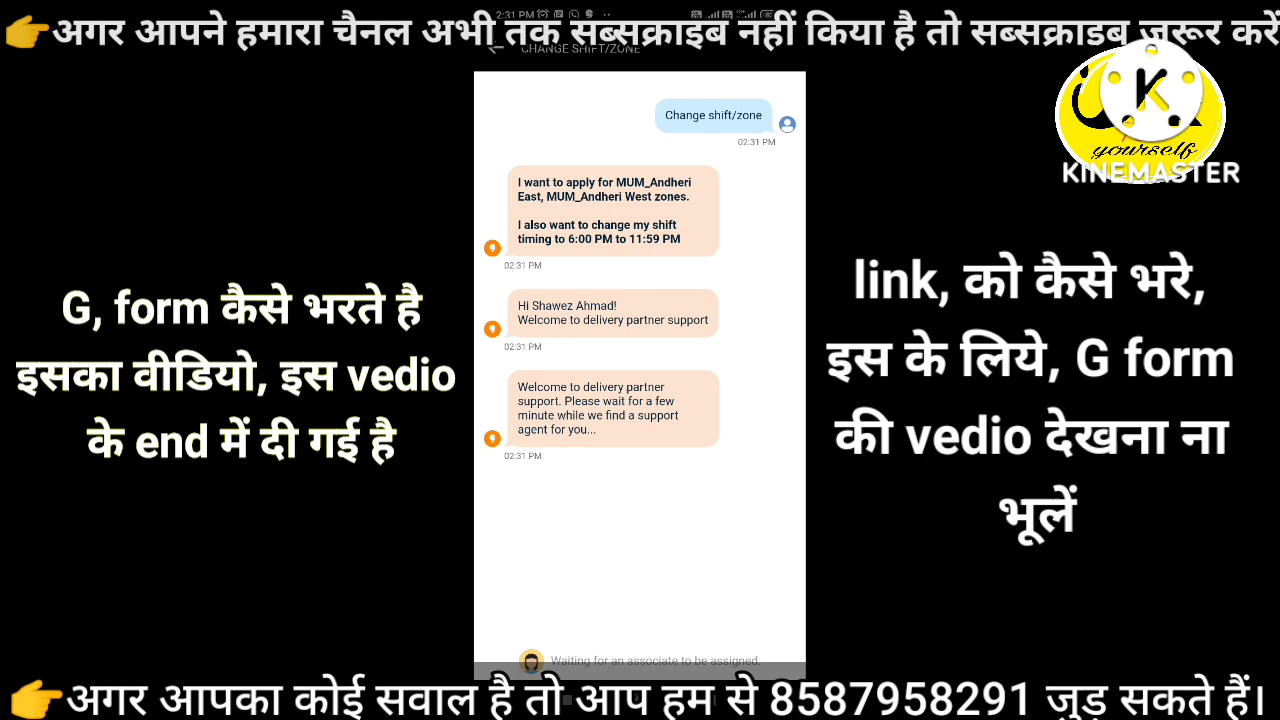 👉अगर आपने हमारा चैनल अभी तक सब्सक्राइब नहीं किया है तो सब्सक्राइब ज़रूर करें
2:31 PM
CHANGE SHIFT/ZONE
K
yourself
KINEMASTER
Change shift/zone
02:31 PM
I want to apply for MUM_Andheri
East, MUM_Andheri West zones.
I also want to change my shift
timing to 6:00 PM to 11:59 PM
02:31 PM
Hi Shawez Ahmad!
Welcome to delivery partner support
02:31 PM
Welcome to delivery partner
support. Please wait for a few
minute while we find a support
agent for you...
02:31 PM
Waiting for an associate to be assigned.
G, form कैसे भरते है
इसका वीडियो, इस vedio
के end में दी गई है
link, को कैसे भरे,
इस के लिये, G form
की vedio देखना ना
भूलें
👉अगर आपका कोई सवाल है तो आप हम से 8587958291 जुड़ सकते हैं।